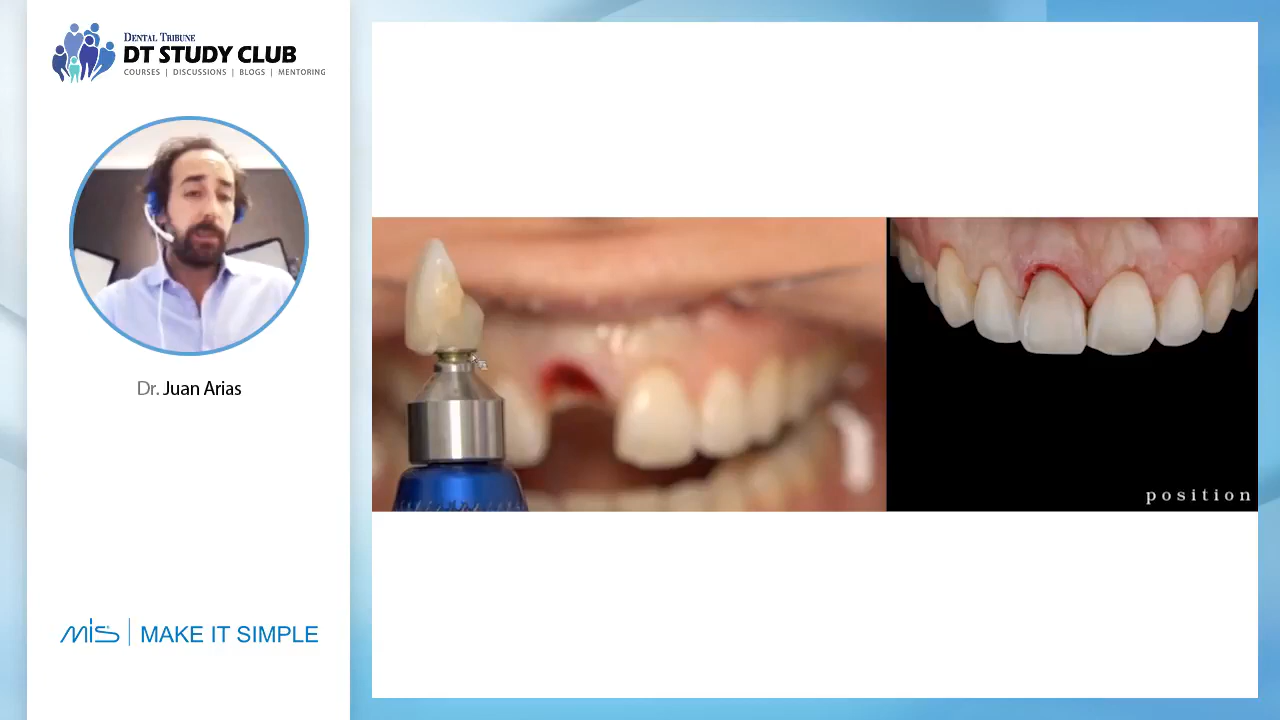 DENTAL TRIBUNE
DT STUDY CLUB
COURSES | DISCUSSIONS | BLOGS | MENTORING
Dr. Juan Arias
mis | MAKE IT SIMPLE
position